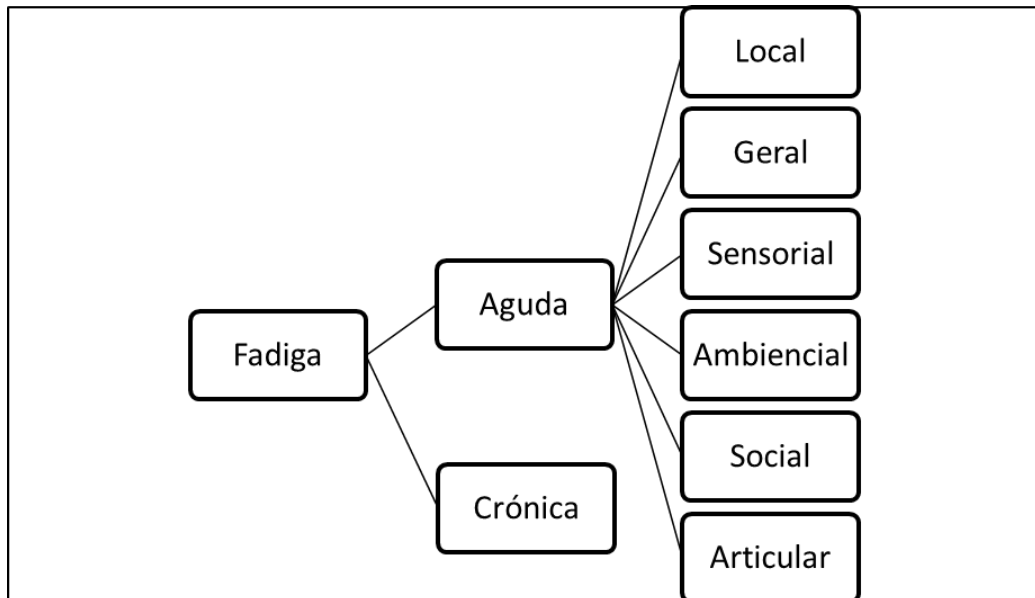 Local
Geral
Sensorial
Aguda
Ambiencial
Fadiga
Social
Crónica
Articular